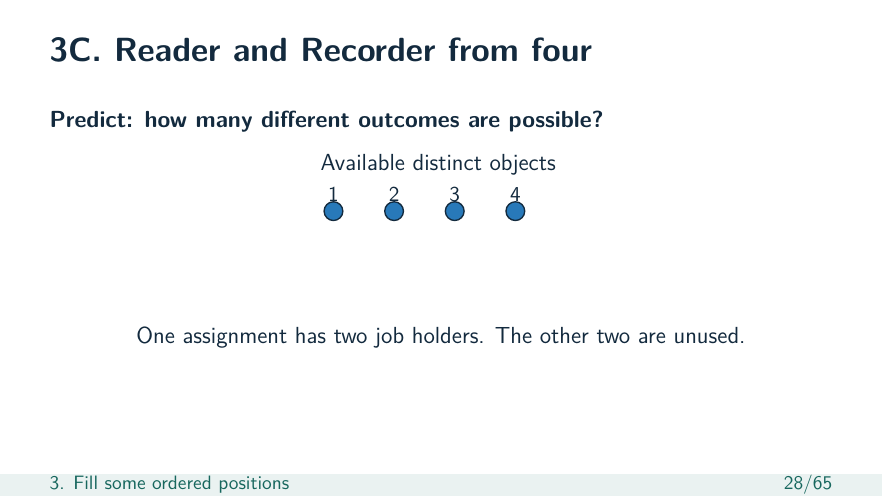 3C. Reader and Recorder from four
Predict: how many different outcomes are possible?
Available distinct objects
1 2 3 4
One assignment has two job holders. The other two are unused.
3. Fill some ordered positions 28/65